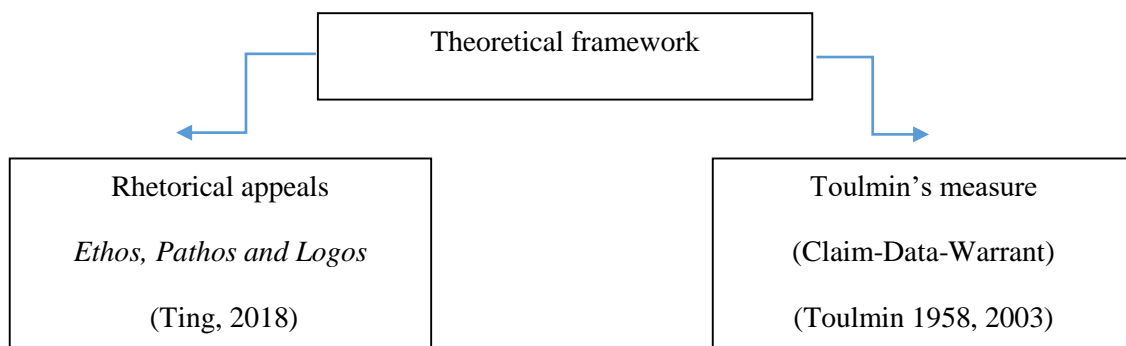 Theoretical framework
Rhetorical appeals
Ethos, Pathos and Logos
(Ting, 2018)
Toulmin’s measure
(Claim-Data-Warrant)
(Toulmin 1958, 2003)